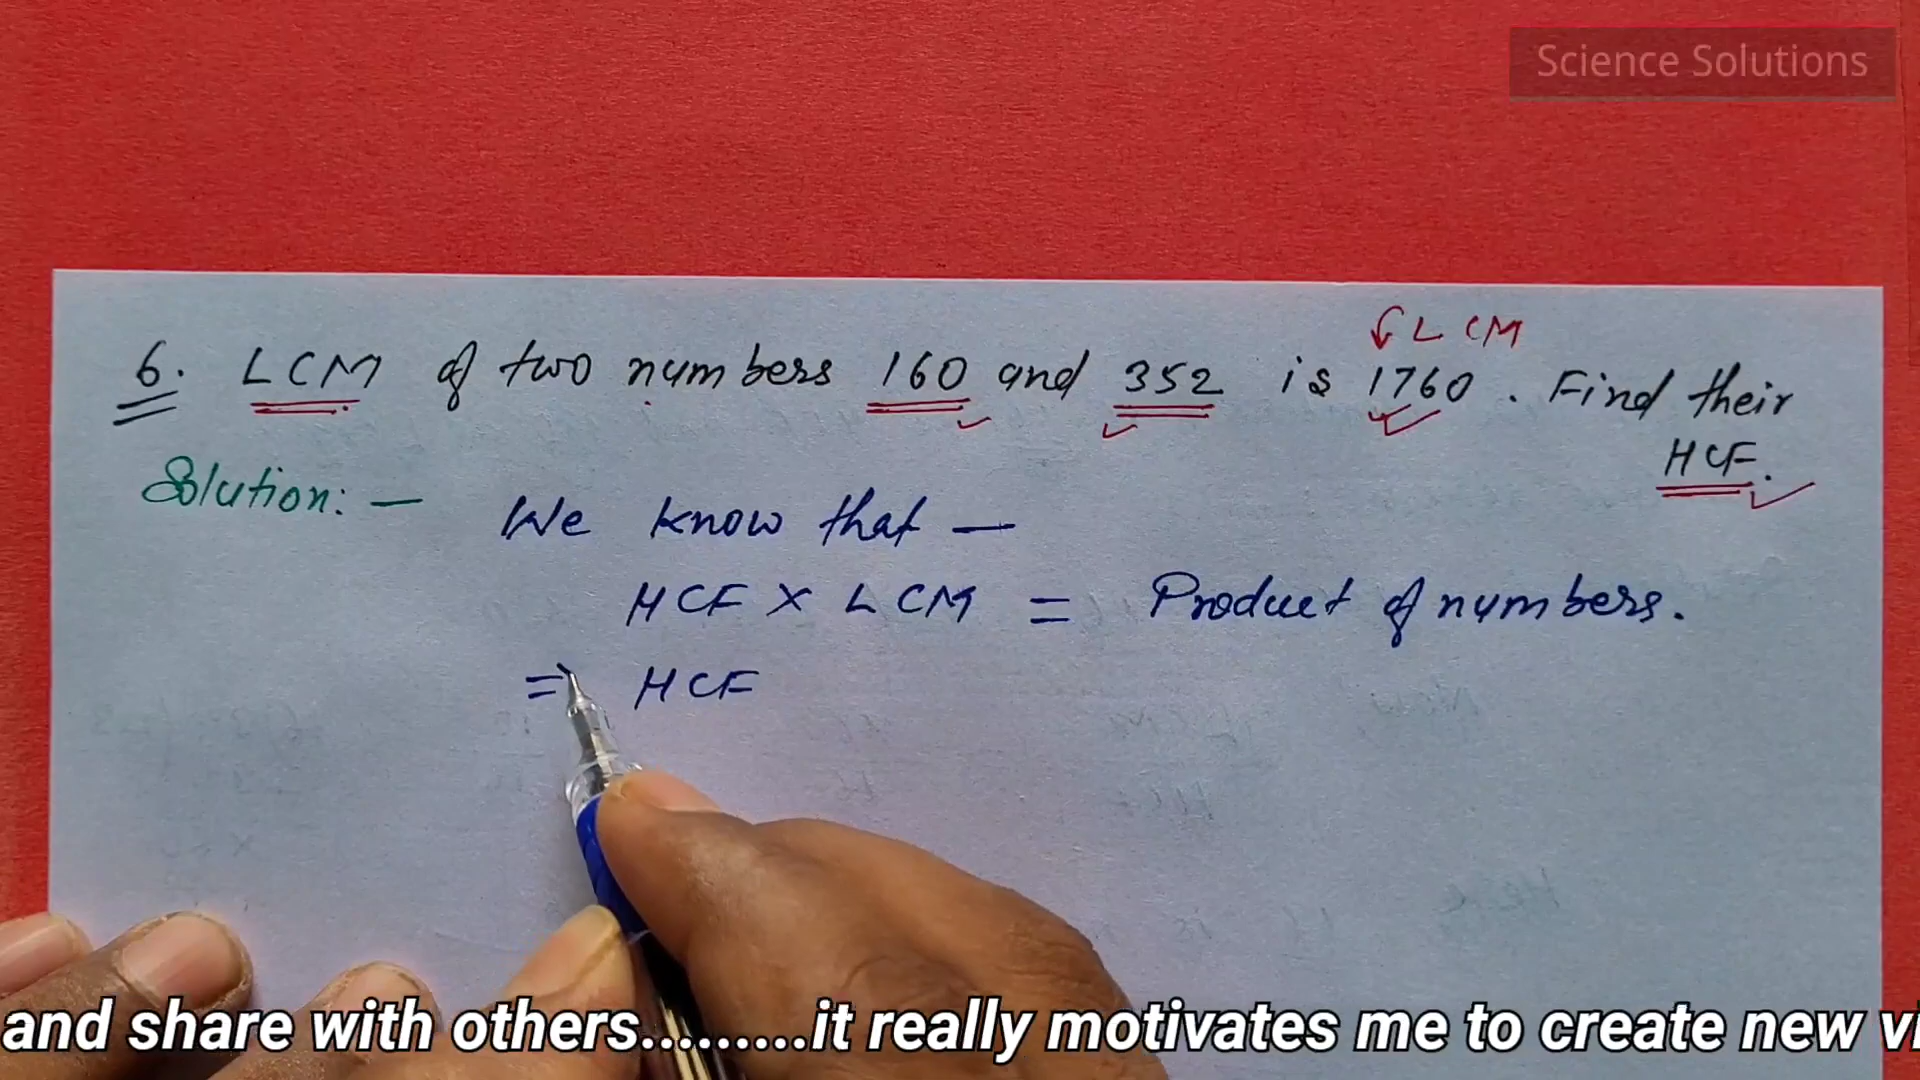 Science Solutions
LCM
6. LCM of two numbers 160 and 352 is 1760. Find their
HCF.
Solution:- We know that —
HCF × LCM = Product of numbers.
⇒ HCF
and share with others.........it really motivates me to create new vi